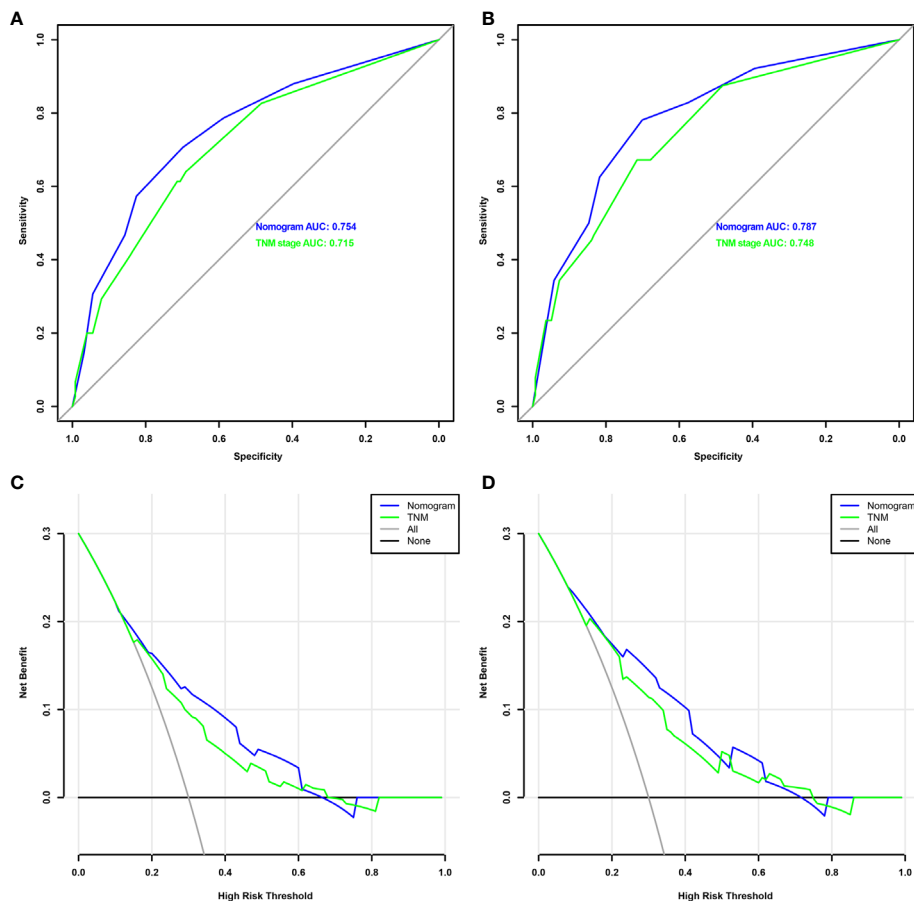 A
1.0
0.8
0.6
0.4
0.2
0.0
Sensitivity
Nomogram AUC: 0.754
TNM stage AUC: 0.715
1.0 0.8 0.6 0.4 0.2 0.0
Specificity
B
1.0
0.8
0.6
0.4
0.2
0.0
Sensitivity
Nomogram AUC: 0.787
TNM stage AUC: 0.748
1.0 0.8 0.6 0.4 0.2 0.0
Specificity
C
Nomogram
TNM
All
None
0.3
0.2
0.1
0.0
Net Benefit
0.0 0.2 0.4 0.6 0.8 1.0
High Risk Threshold
D
Nomogram
TNM
All
None
0.3
0.2
0.1
0.0
Net Benefit
0.0 0.2 0.4 0.6 0.8 1.0
High Risk Threshold